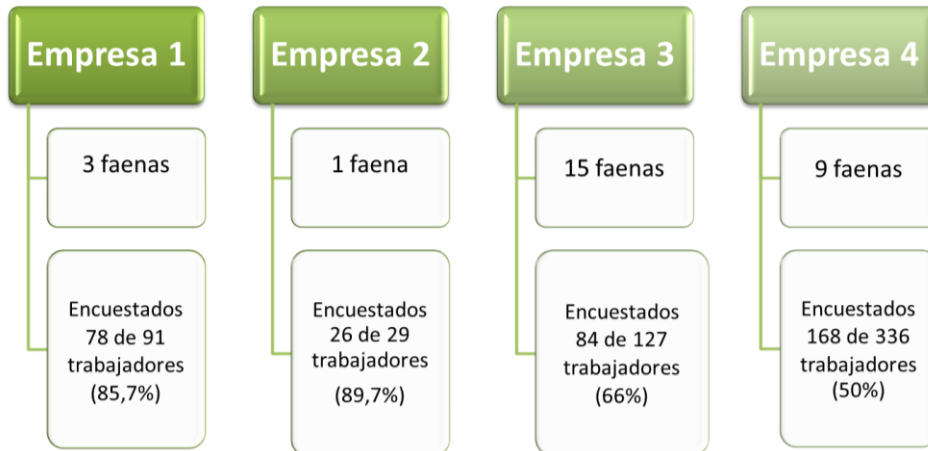 Empresa 1
3 faenas
Encuestados
78 de 91
trabajadores
(85,7%)
Empresa 2
1 faena
Encuestados
26 de 29
trabajadores
(89,7%)
Empresa 3
15 faenas
Encuestados
84 de 127
trabajadores
(66%)
Empresa 4
9 faenas
Encuestados
168 de 336
trabajadores
(50%)